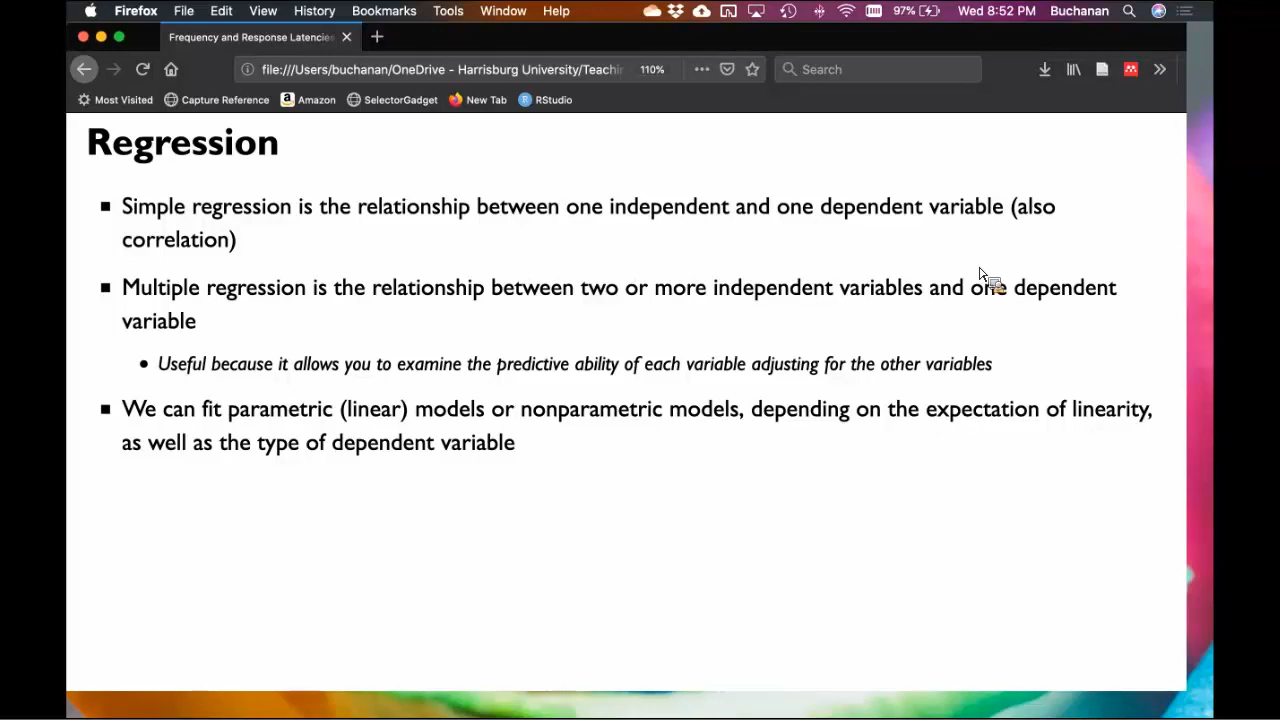 Firefox File Edit View History Bookmarks Tools Window Help 97% Wed 8:52 PM Buchanan
Frequency and Response Latencies
file:///Users/buchanan/OneDrive - Harrisburg University/Teachin 110% Search
Most Visited Capture Reference Amazon SelectorGadget New Tab RStudio
Regression
Simple regression is the relationship between one independent and one dependent variable (also
correlation)
Multiple regression is the relationship between two or more independent variables and one dependent
variable
Useful because it allows you to examine the predictive ability of each variable adjusting for the other variables
We can fit parametric (linear) models or nonparametric models, depending on the expectation of linearity,
as well as the type of dependent variable